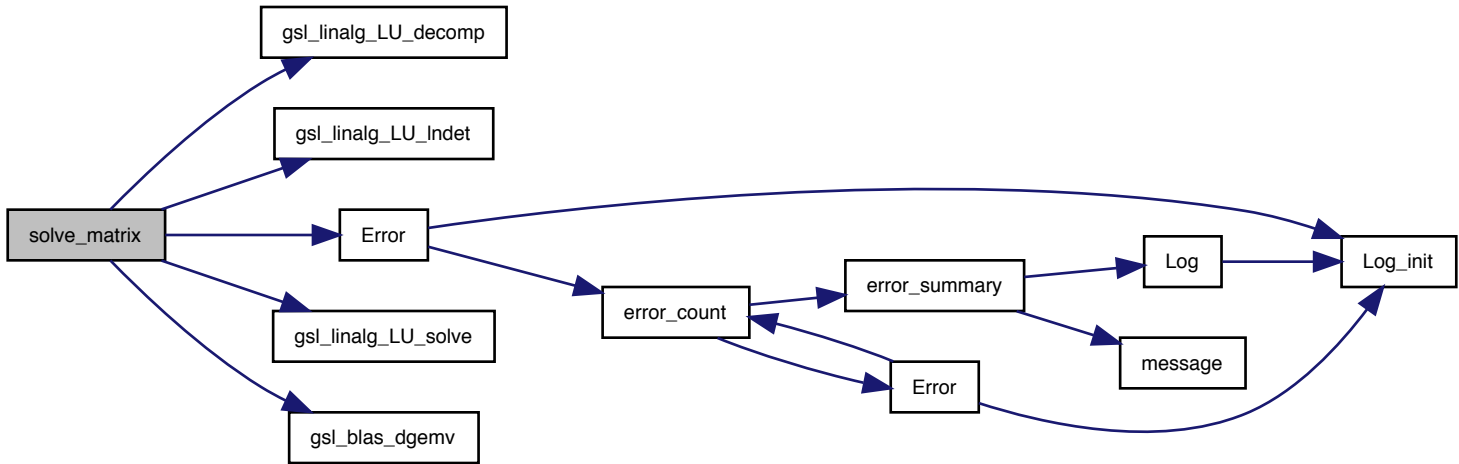 gsl_linalg_LU_decomp
gsl_linalg_LU_lndet
solve_matrix
Error
Log
Log_init
error_summary
error_count
gsl_linalg_LU_solve
message
Error
gsl_blas_dgemv